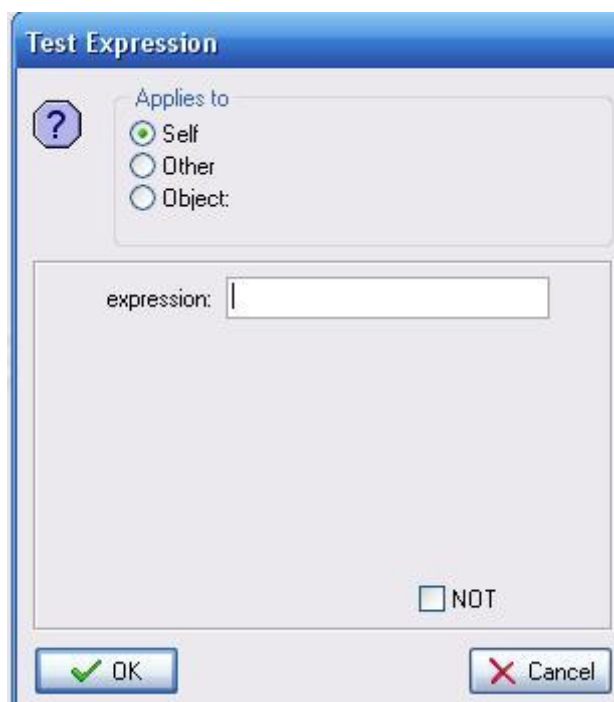 Test Expression
?
Applies to
Self
Other
Object:
expression:
NOT
OK
Cancel